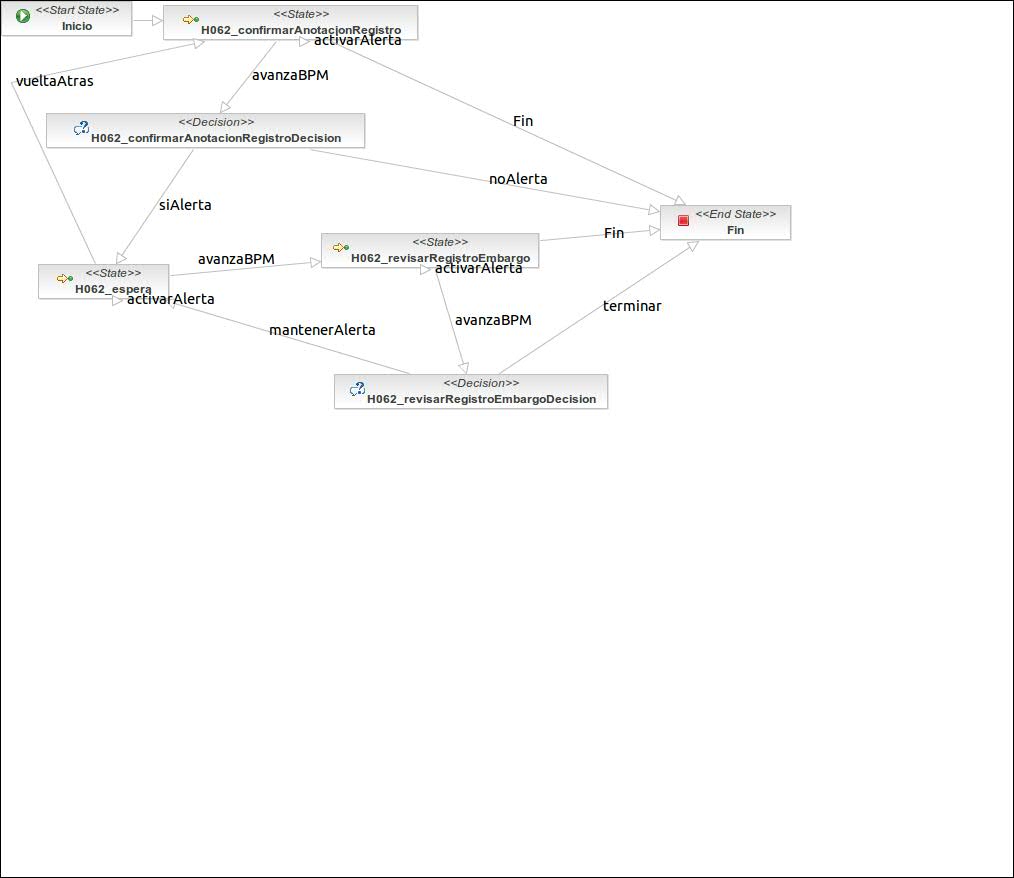 <<Start State>>
Inicio
<<State>>
H062_confirmarAnotacionRegistro
activarAlerta
vueltaAtras
avanzaBPM
Fin
<<Decision>>
H062_confirmarAnotacionRegistroDecision
noAlerta
siAlerta
<<End State>>
Fin
Fin
<<State>>
H062_revisarRegistroEmbargo
activarAlerta
avanzaBPM
<<State>>
H062_espera
activarAlerta
terminar
avanzaBPM
mantenerAlerta
<<Decision>>
H062_revisarRegistroEmbargoDecision